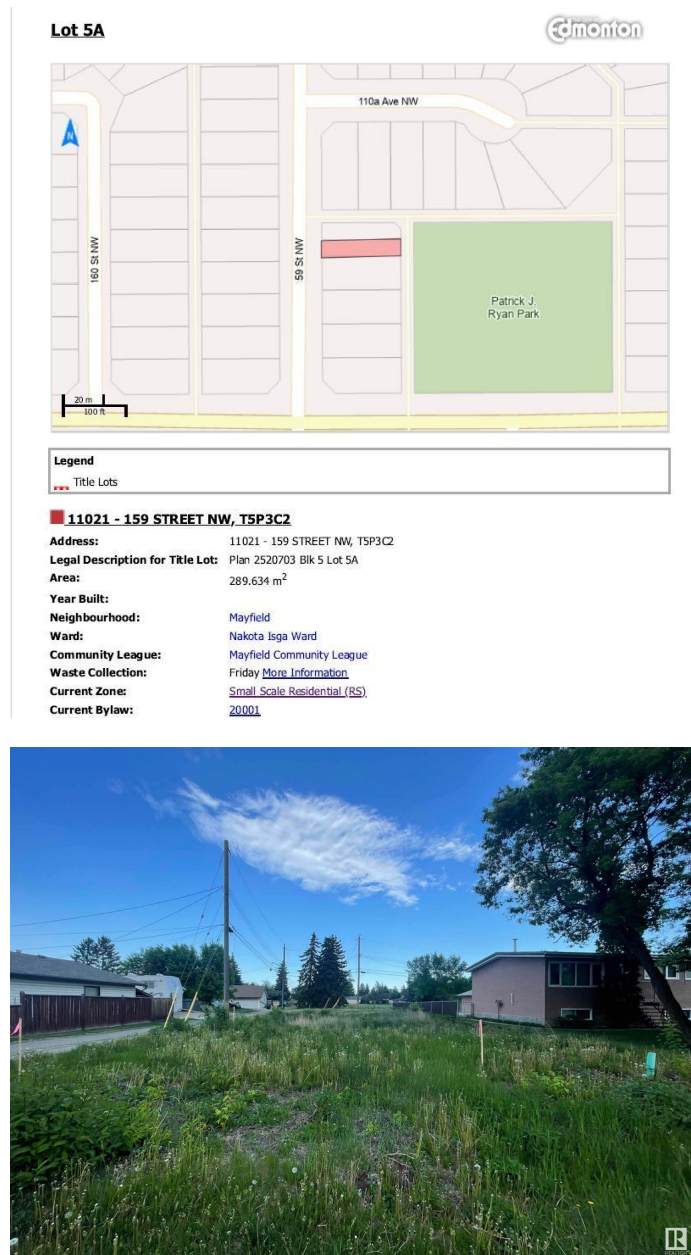 Lot 5A
Edmonton
110a Ave NW
160 St NW
59 St NW
Patrick J.
Ryan Park
N
20 m
100 ft
Legend
Title Lots
11021 - 159 STREET NW, T5P3C2
Address: 11021 - 159 STREET NW, T5P3C2
Legal Description for Title Lot: Plan 2520703 Blk 5 Lot 5A
Area: 289.634 m2
Year Built:
Neighbourhood: Mayfield
Ward: Nakota Isga Ward
Community League: Mayfield Community League
Waste Collection: Friday More Information
Current Zone: Small Scale Residential (RS)
Current Bylaw: 20001
R
REALTOR